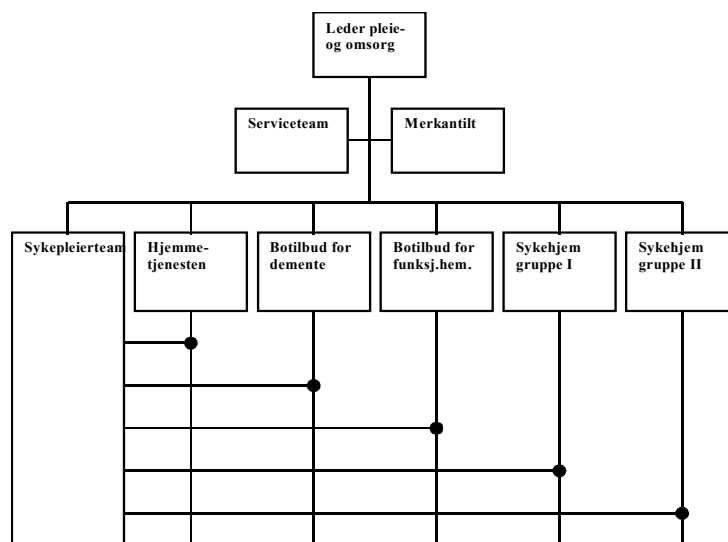 Leder pleie-
og omsorg
Serviceteam
Merkantilt
Sykepleierteam
Hjemme-
tjenesten
Botilbud for
demente
Botilbud for
funksj.hem.
Sykehjem
gruppe I
Sykehjem
gruppe II